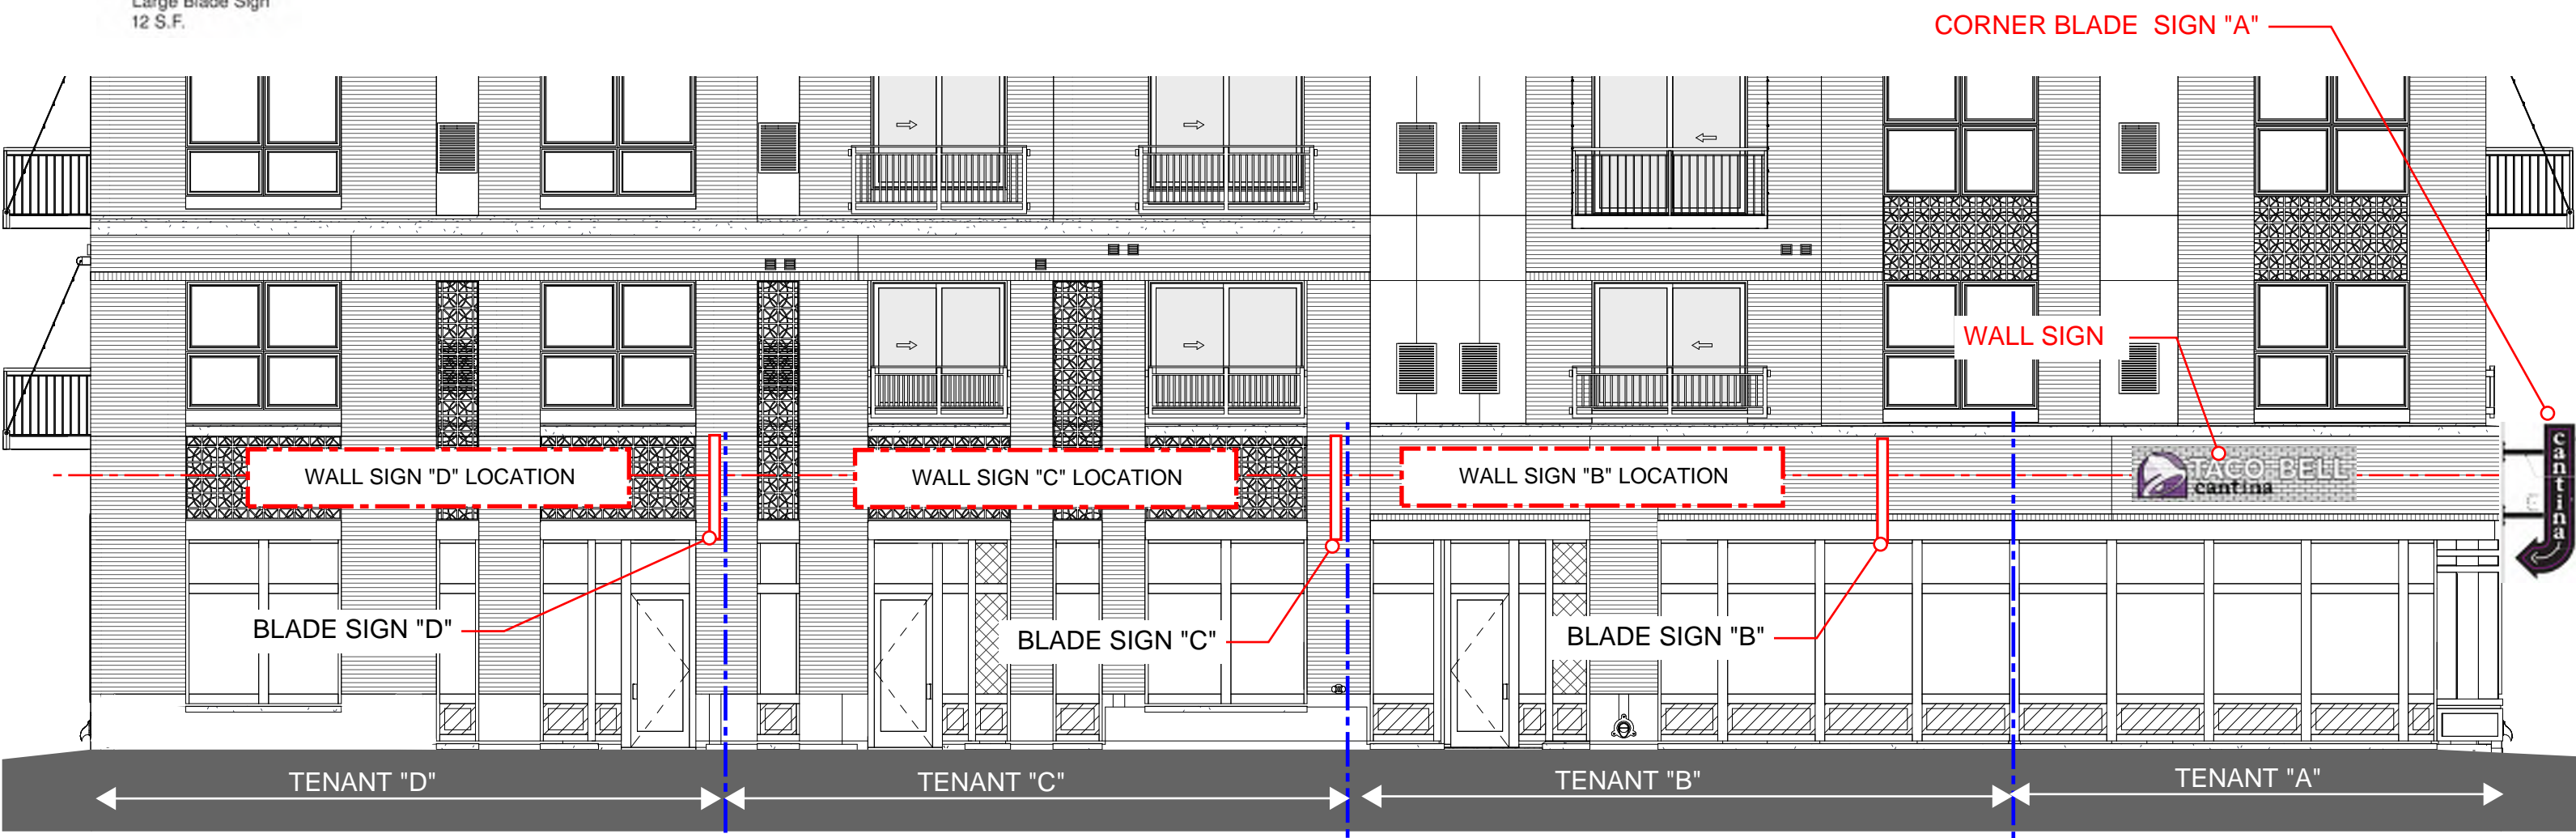 Large Blade Sign
12 S.F.
CORNER BLADE SIGN "A"
WALL SIGN
WALL SIGN "D" LOCATION
WALL SIGN "C" LOCATION
WALL SIGN "B" LOCATION
TACO BELL
cantina
cantina
BLADE SIGN "D"
BLADE SIGN "C"
BLADE SIGN "B"
TENANT "D"
TENANT "C"
TENANT "B"
TENANT "A"